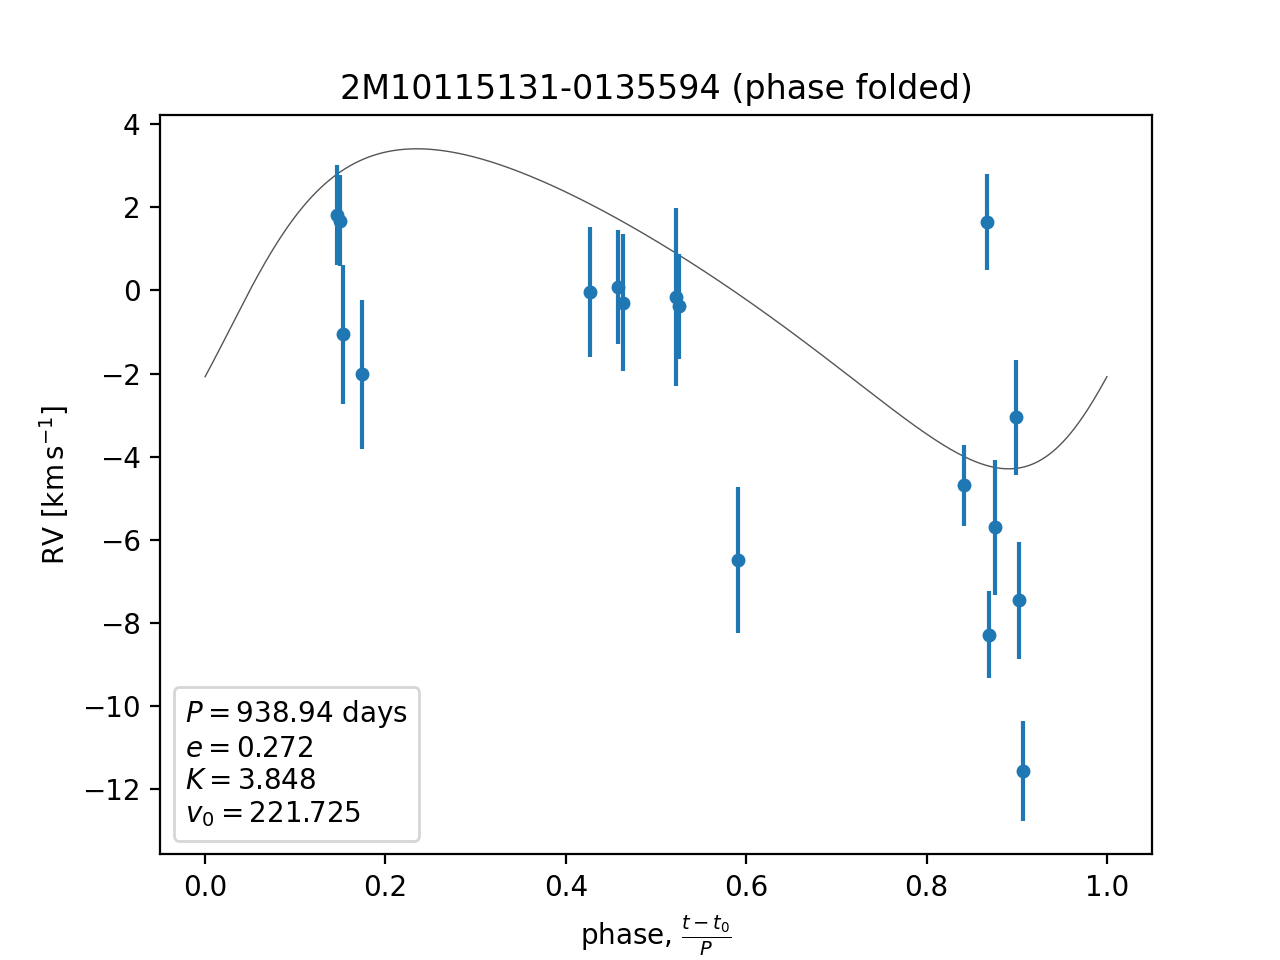 2M10115131-0135594 (phase folded)
4
2
0
−2
−4
−6
−8
−10
−12
RV [km s⁻¹]
P = 938.94 days
e = 0.272
K = 3.848
v₀ = 221.725
0.0 0.2 0.4 0.6 0.8 1.0
phase, (t − t₀)/P